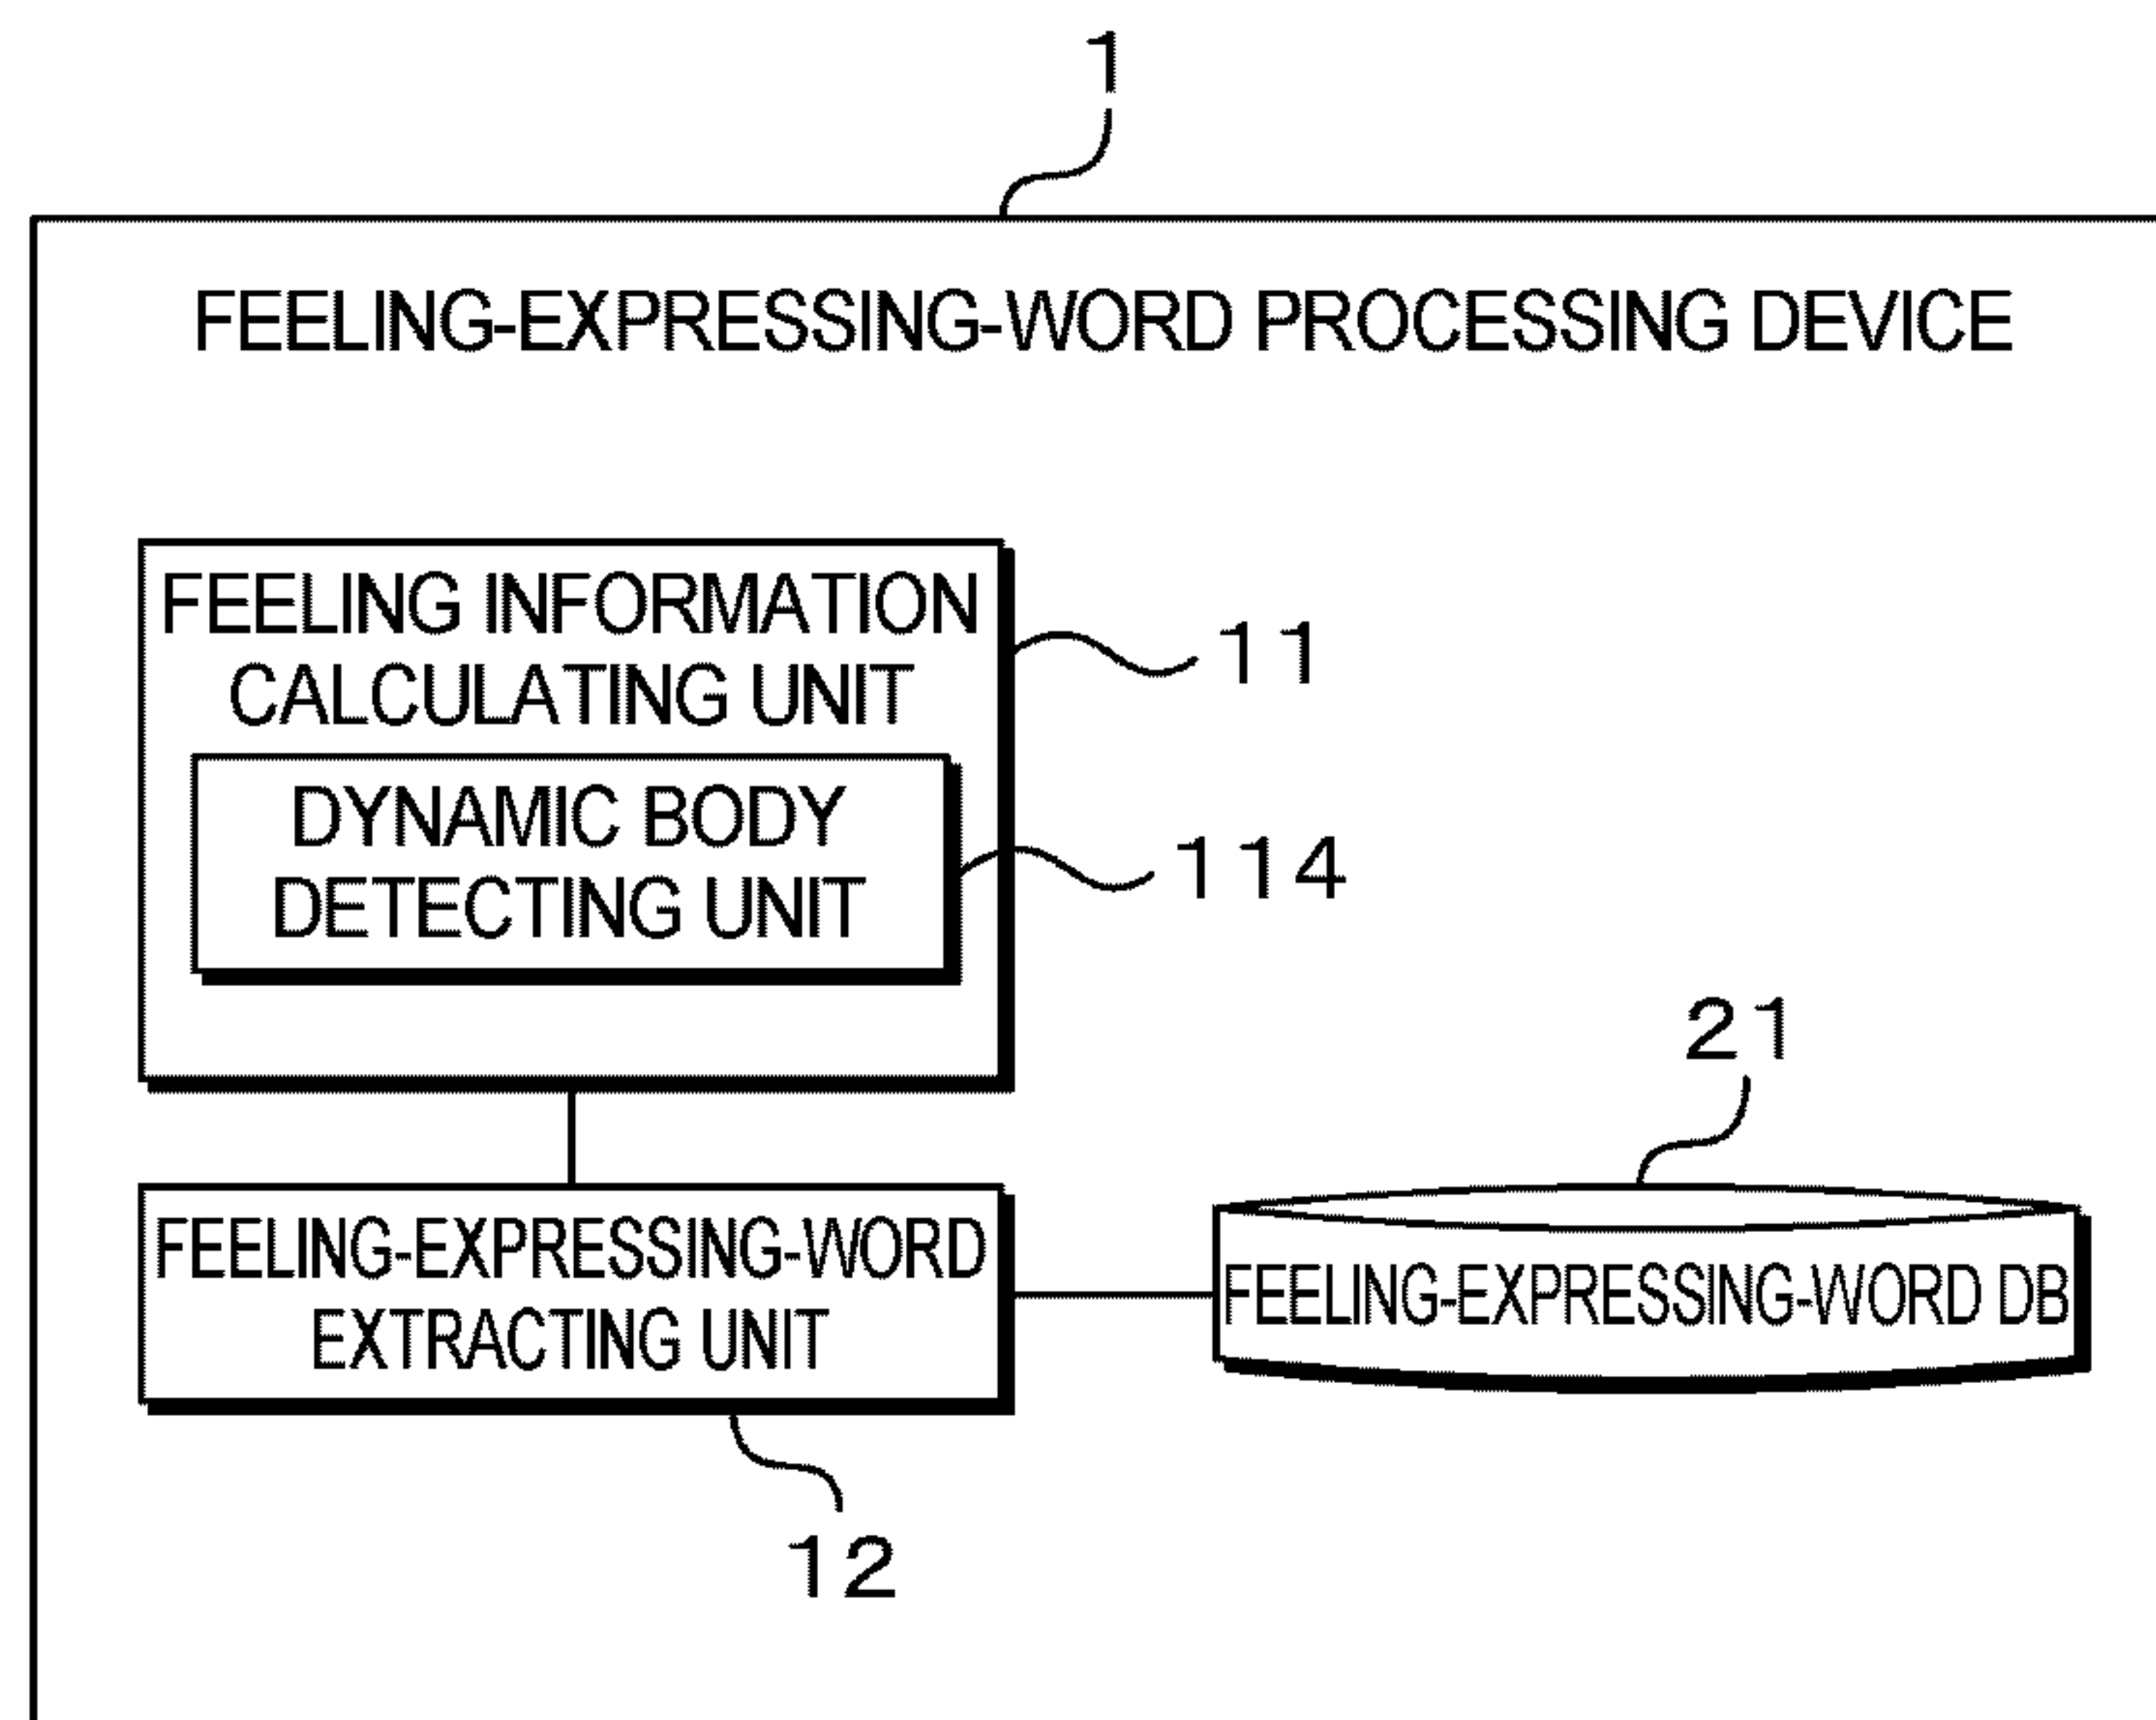 1
FEELING-EXPRESSING-WORD PROCESSING DEVICE
FEELING INFORMATION
CALCULATING UNIT
11
DYNAMIC BODY
DETECTING UNIT
114
21
FEELING-EXPRESSING-WORD
EXTRACTING UNIT
FEELING-EXPRESSING-WORD DB
12